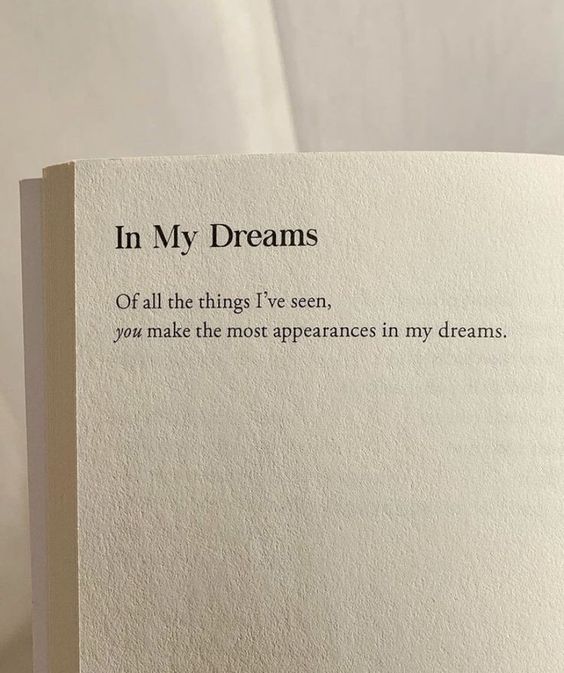 In My Dreams
Of all the things I've seen,
you make the most appearances in my dreams.